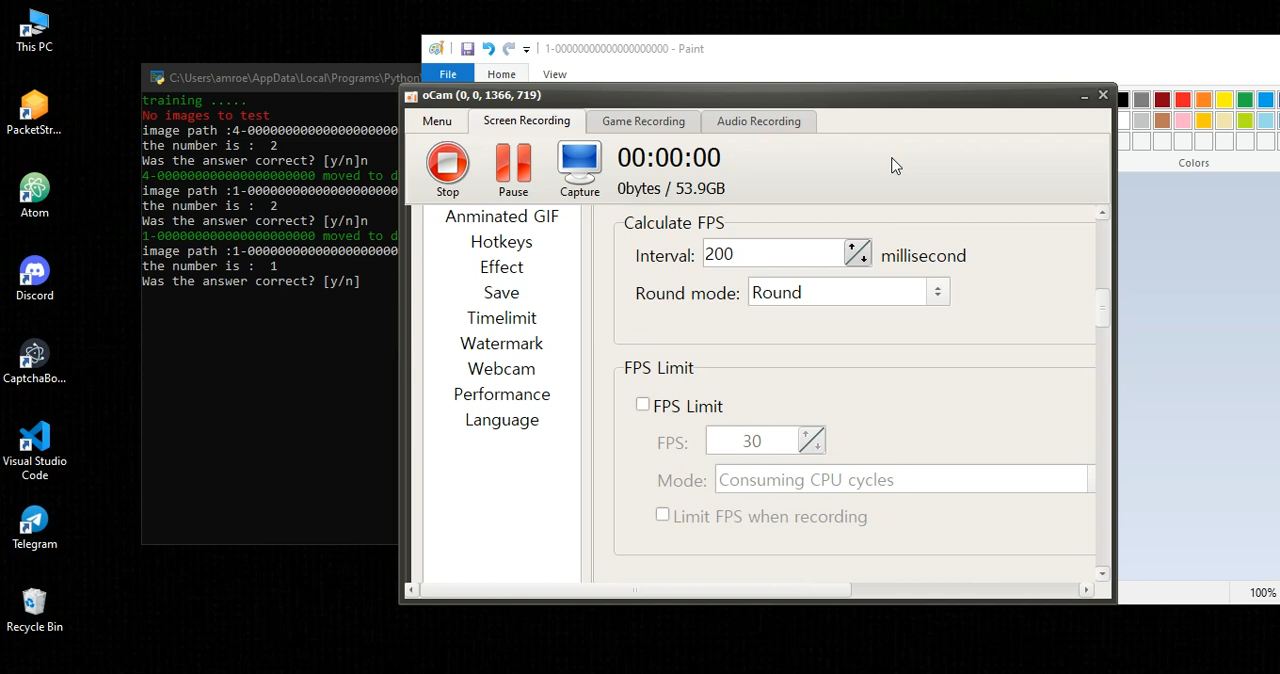 This PC
PacketStr...
Atom
Discord
CaptchaBo...
Visual Studio
Code
Telegram
Recycle Bin
C:\Users\amroe\AppData\Local\Programs\Python
training .....
No images to test
image path :4-0000000000000000000
the number is :  2
Was the answer correct? [y/n]n
4-000000000000000000000 moved to d
image path :1-0000000000000000000
the number is :  2
Was the answer correct? [y/n]n
1-000000000000000000000 moved to d
image path :1-0000000000000000000
the number is :  1
Was the answer correct? [y/n]
1-00000000000000000000 - Paint
File Home View
Colors
100%
oCam (0, 0, 1366, 719)
Menu Screen Recording Game Recording Audio Recording
Stop Pause Capture
00:00:00
0bytes / 53.9GB
Anminated GIF
Hotkeys
Effect
Save
Timelimit
Watermark
Webcam
Performance
Language
Calculate FPS
Interval: 200 millisecond
Round mode: Round
FPS Limit
FPS Limit
FPS: 30
Mode: Consuming CPU cycles
Limit FPS when recording